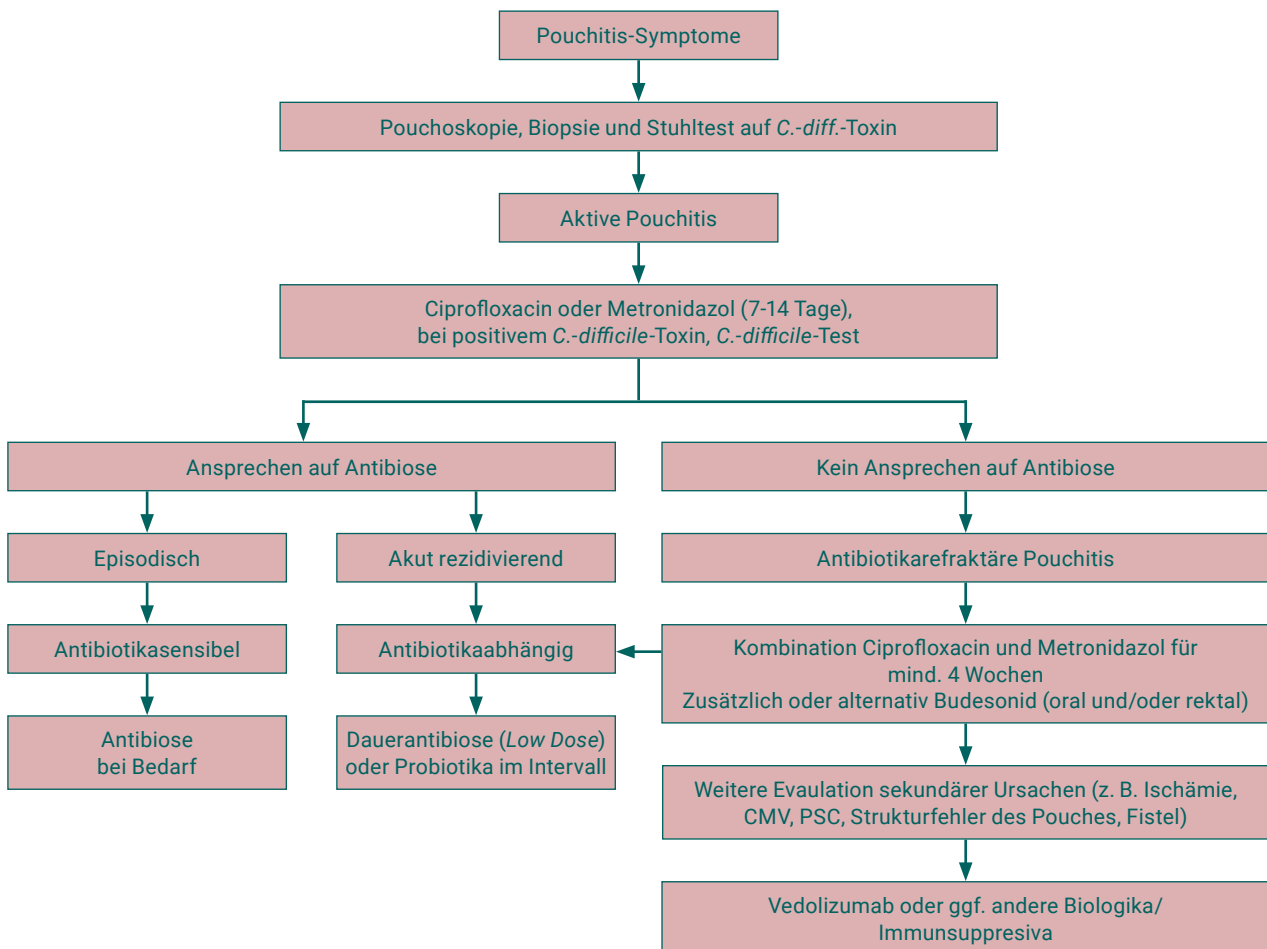 Pouchitis-Symptome
Pouchoskopie, Biopsie und Stuhltest auf C.-diff.-Toxin
Aktive Pouchitis
Ciprofloxacin oder Metronidazol (7-14 Tage),
bei positivem C.-difficile-Toxin, C.-difficile-Test
Ansprechen auf Antibiose
Kein Ansprechen auf Antibiose
Episodisch
Akut rezidivierend
Antibiotikarefraktäre Pouchitis
Antibiotikasensibel
Antibiotikaabhängig
Kombination Ciprofloxacin und Metronidazol für
mind. 4 Wochen
Zusätzlich oder alternativ Budesonid (oral und/oder rektal)
Antibiose
bei Bedarf
Dauerantibiose (Low Dose)
oder Probiotika im Intervall
Weitere Evaulation sekundärer Ursachen (z. B. Ischämie,
CMV, PSC, Strukturfehler des Pouches, Fistel)
Vedolizumab oder ggf. andere Biologika/
Immunsuppresiva